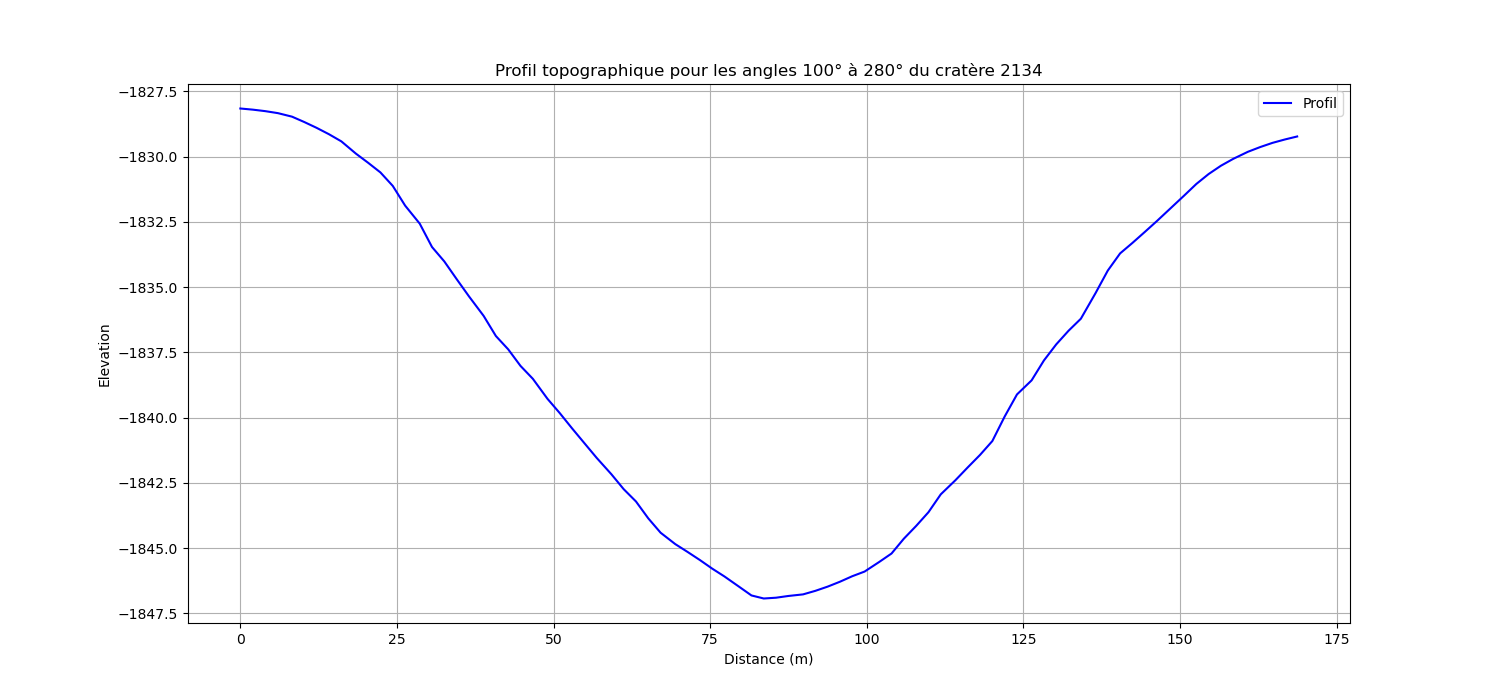 Profil topographique pour les angles 100° à 280° du cratère 2134
Profil
Elevation
−1827.5
−1830.0
−1832.5
−1835.0
−1837.5
−1840.0
−1842.5
−1845.0
−1847.5
0 25 50 75 100 125 150 175
Distance (m)